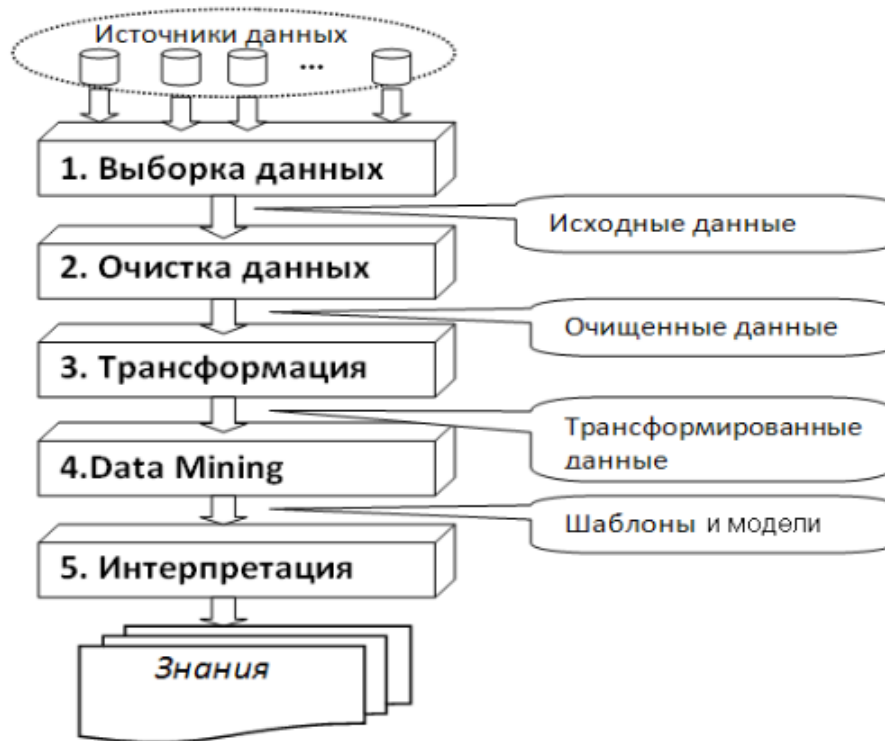 Источники данных
...
1. Выборка данных
Исходные данные
2. Очистка данных
Очищенные данные
3. Трансформация
Трансформированные
данные
4.Data Mining
Шаблоны и модели
5. Интерпретация
Знания